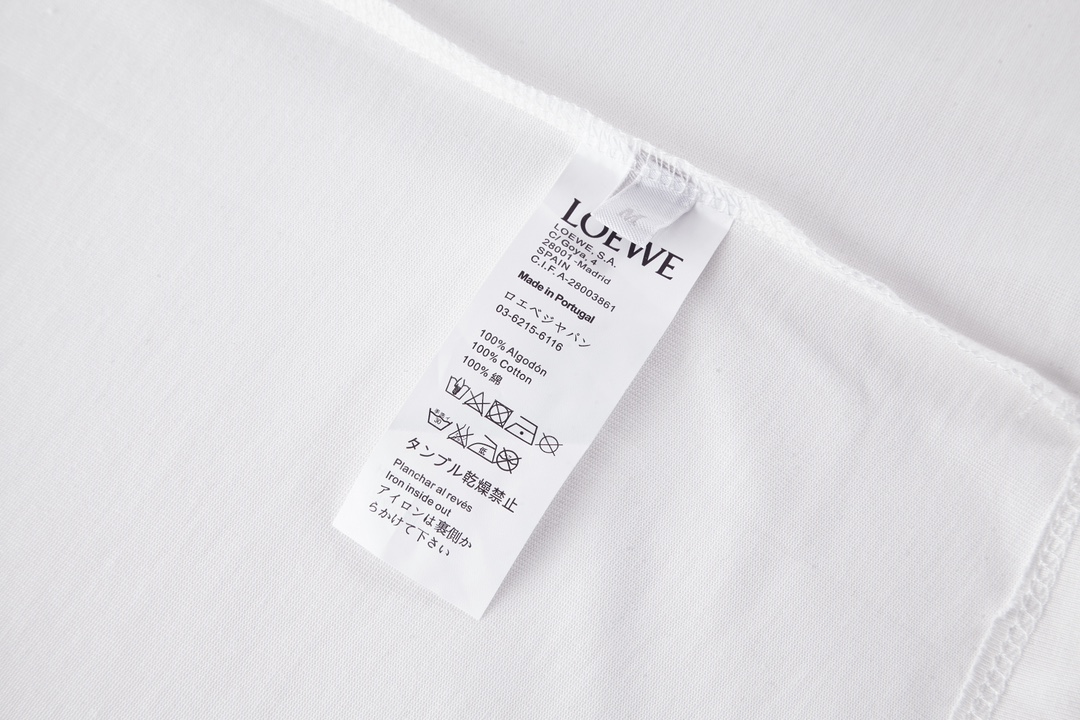 M
LOEWE
LOEWE, S.A.
C/ Goya, 4
28001-Madrid
SPAIN
C.I.F. A-28003861
Made in Portugal
ロエベジャパン
03-6215-6116
100% Algodón
100% Cotton
100% 綿
低
タンブル乾燥禁止
Planchar al revés
Iron inside out
アイロンは裏側か
らかけて下さい